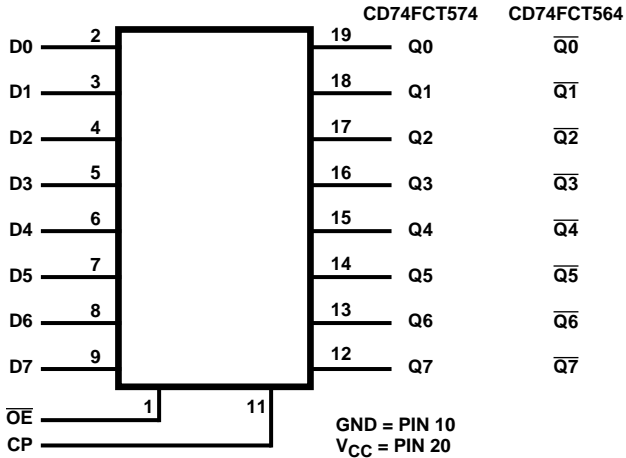 CD74FCT574 CD74FCT564
D0 2 19 Q0 Q̅0̅
D1 3 18 Q1 Q̅1̅
D2 4 17 Q2 Q̅2̅
D3 5 16 Q3 Q̅3̅
D4 6 15 Q4 Q̅4̅
D5 7 14 Q5 Q̅5̅
D6 8 13 Q6 Q̅6̅
D7 9 12 Q7 Q̅7̅
O̅E̅ 1 11
CP
GND = PIN 10
VCC = PIN 20